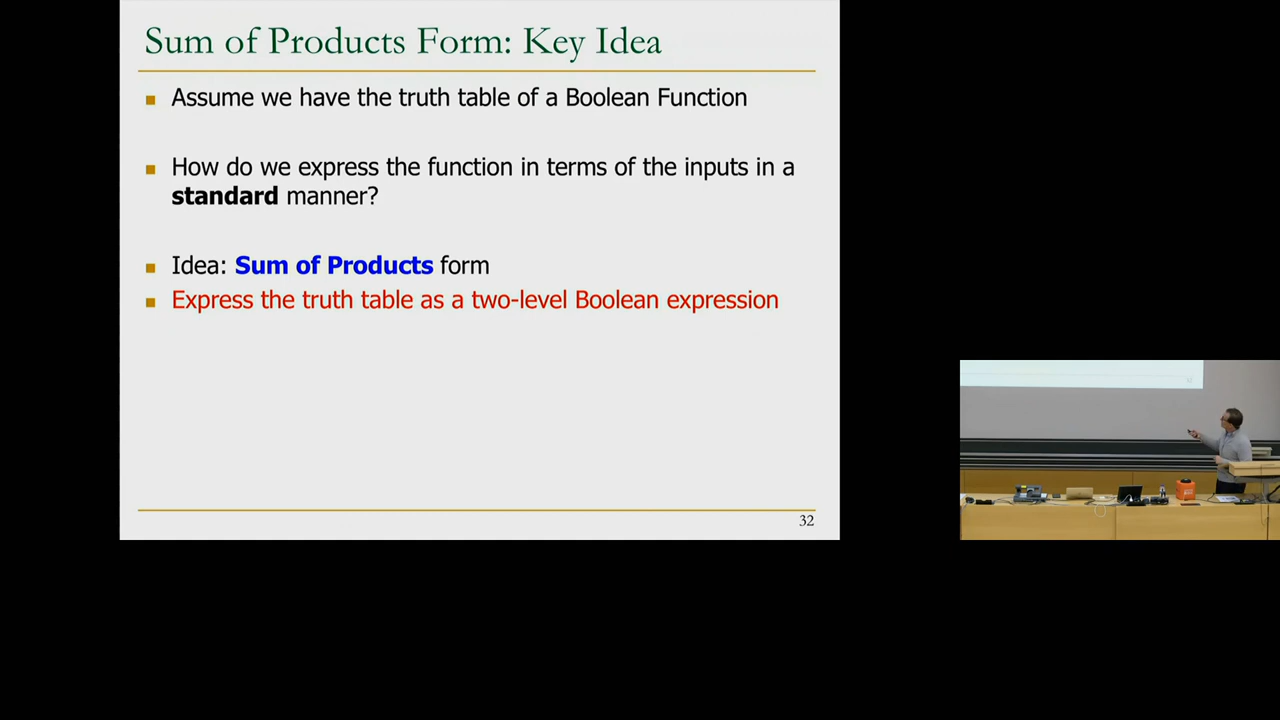 Sum of Products Form: Key Idea
Assume we have the truth table of a Boolean Function
How do we express the function in terms of the inputs in a
standard manner?
Idea: Sum of Products form
Express the truth table as a two-level Boolean expression
32